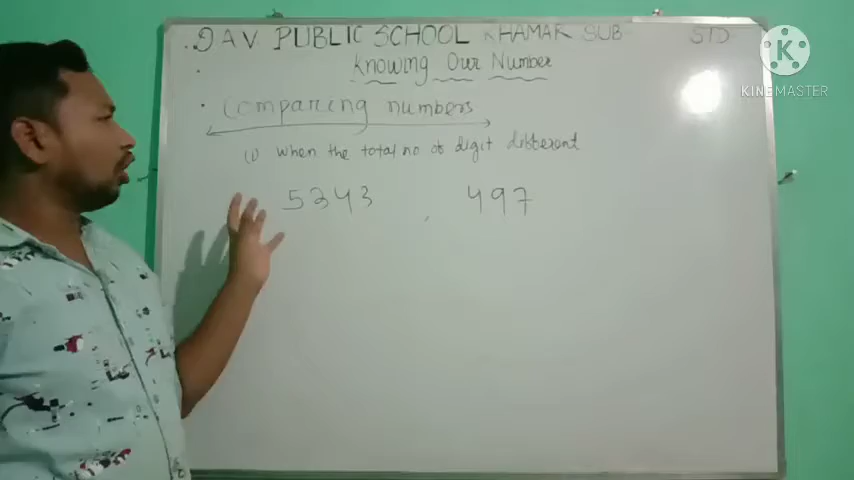 DAV PUBLIC SCHOOL KHAMAR SUB STD
Knowing Our Number
Comparing numbers
(i) When the total no of digit different
5343 , 497
K
KINEMASTER